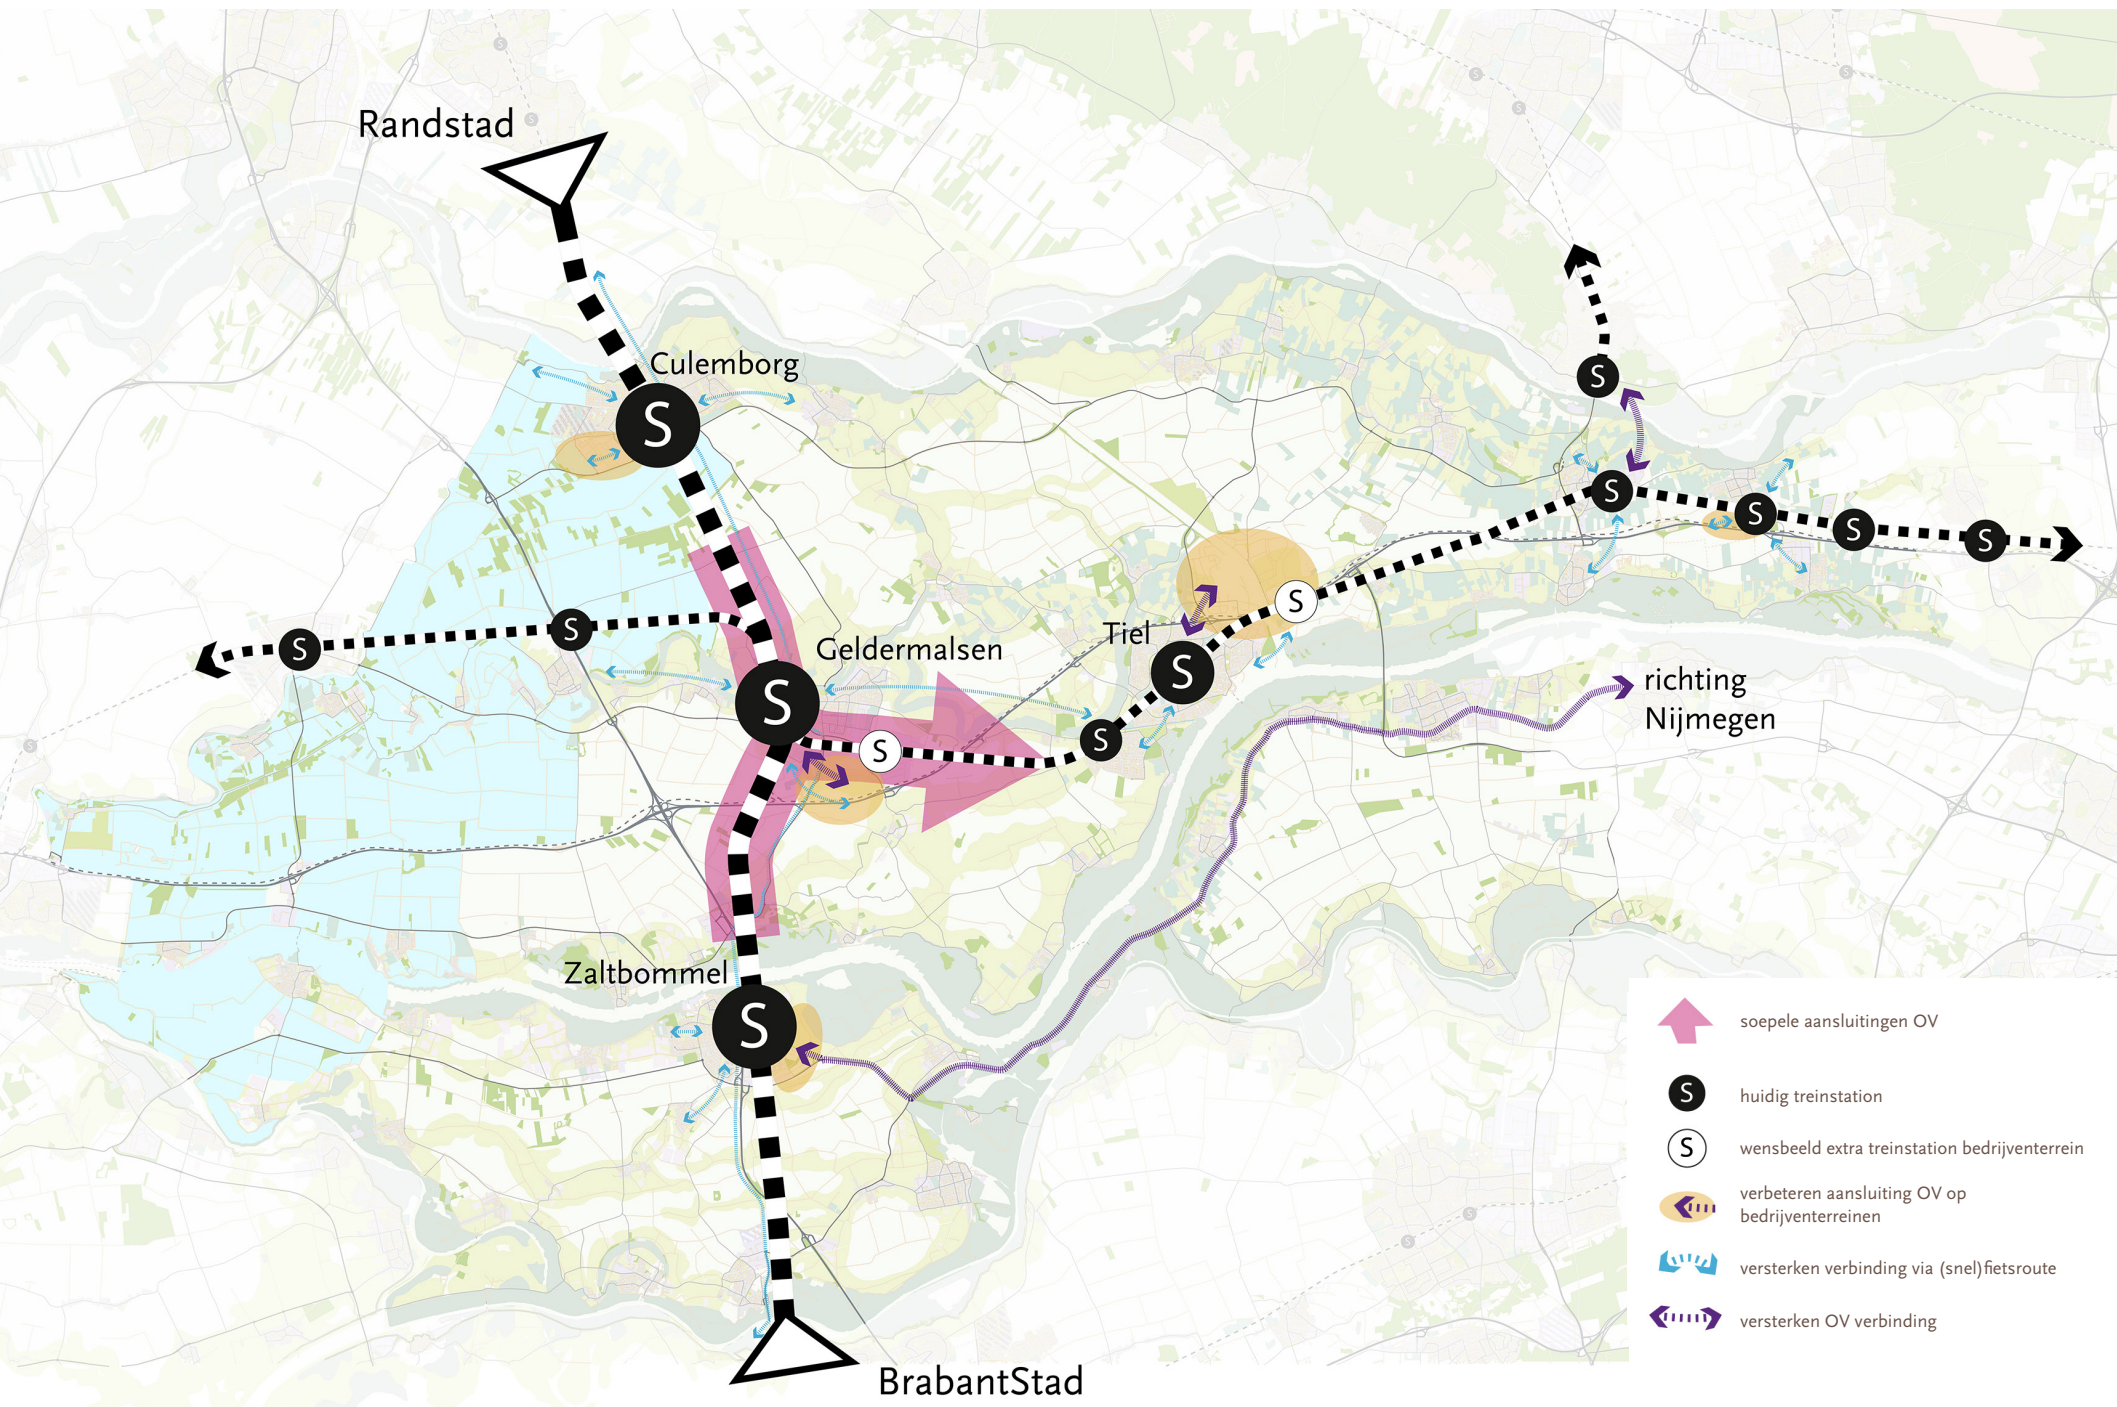 Randstad
Culemborg
S
S
S
S
S
S
S
S
Geldermalsen
Tiel
S
S
S
S
S
S
richting
Nijmegen
Zaltbommel
S
BrabantStad
soepele aansluitingen OV
S huidig treinstation
S wensbeeld extra treinstation bedrijventerrein
verbeteren aansluiting OV op
bedrijventerreinen
versterken verbinding via (snel)fietsroute
versterken OV verbinding